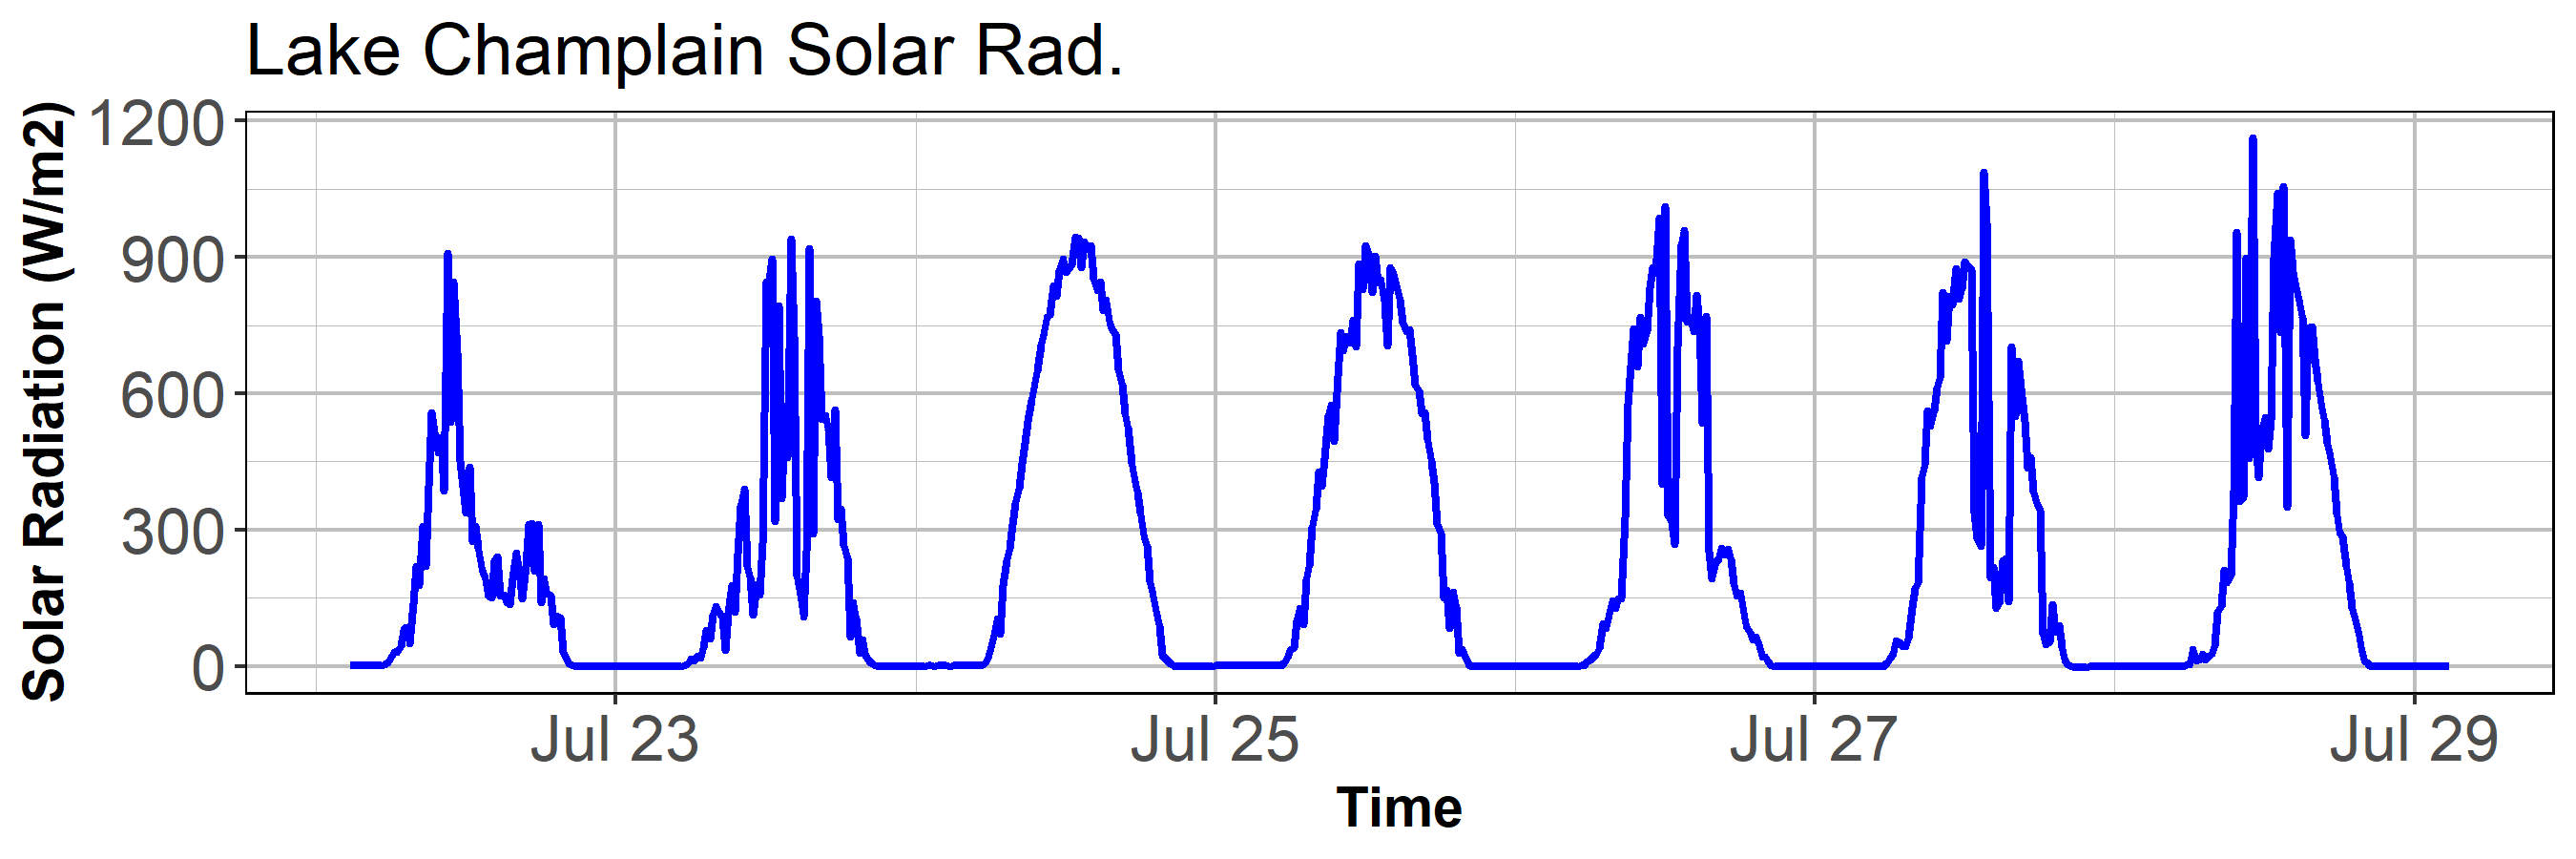 Lake Champlain Solar Rad.
Solar Radiation (W/m2)
1200
900
600
300
0
Jul 23
Jul 25
Jul 27
Jul 29
Time